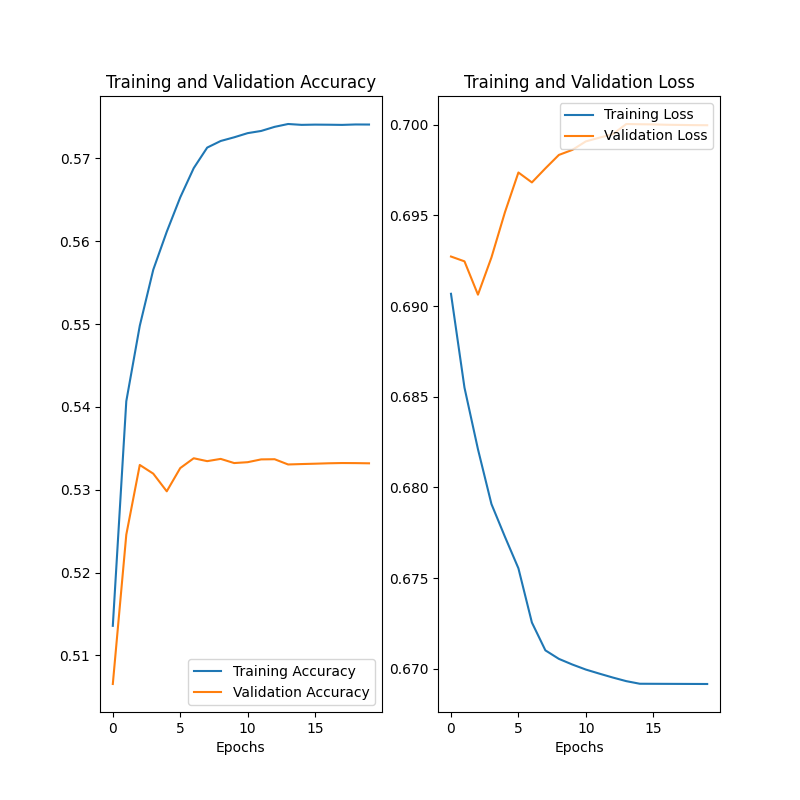 Training and Validation Accuracy
0.57
0.56
0.55
0.54
0.53
0.52
0.51
0
5
10
15
Epochs
Training Accuracy
Validation Accuracy
Training and Validation Loss
0.700
0.695
0.690
0.685
0.680
0.675
0.670
0
5
10
15
Epochs
Training Loss
Validation Loss